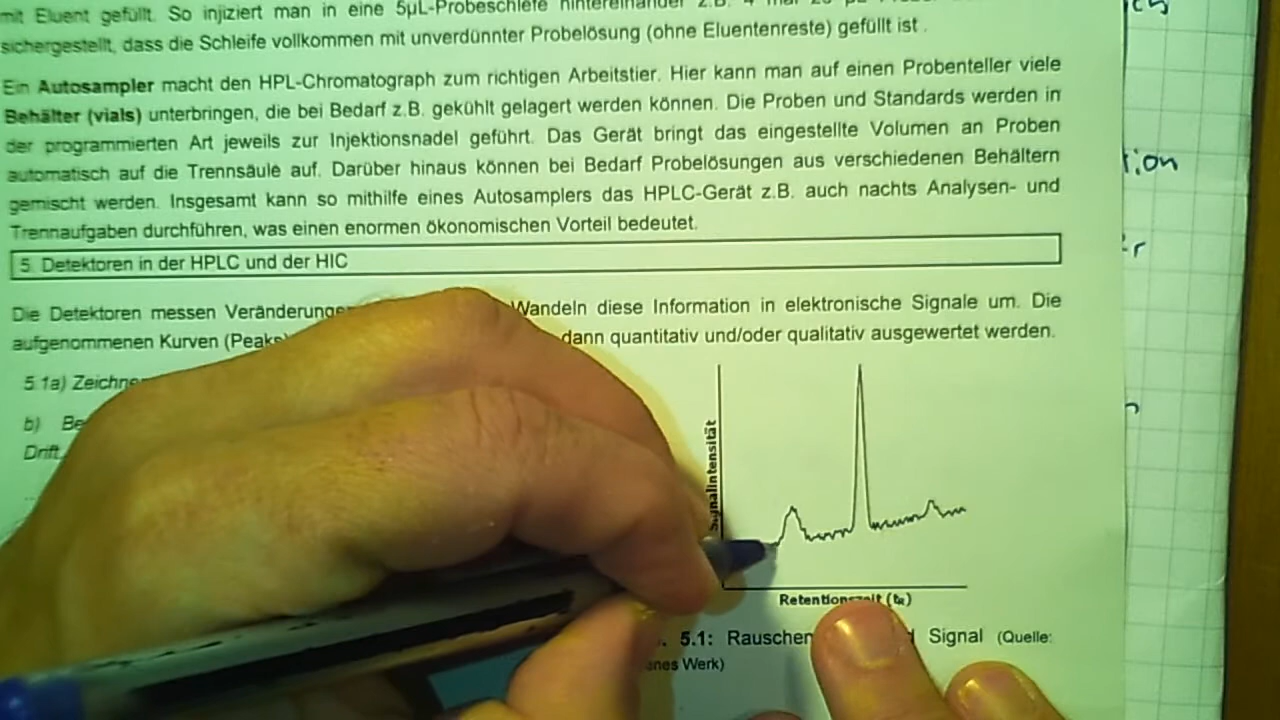 mit Eluent gefüllt. So injiziert man in eine 5µL-Probeschleife hintereinander z.B. 4 mal 20 µL
sichergestellt, dass die Schleife vollkommen mit unverdünnter Probelösung (ohne Eluentenreste) gefüllt ist .
Ein Autosampler macht den HPL-Chromatograph zum richtigen Arbeitstier. Hier kann man auf einen Probenteller viele
Behälter (vials) unterbringen, die bei Bedarf z.B. gekühlt gelagert werden können. Die Proben und Standards werden in
der programmierten Art jeweils zur Injektionsnadel geführt. Das Gerät bringt das eingestellte Volumen an Proben
automatisch auf die Trennsäule auf. Darüber hinaus können bei Bedarf Probelösungen aus verschiedenen Behältern
gemischt werden. Insgesamt kann so mithilfe eines Autosamplers das HPLC-Gerät z.B. auch nachts Analysen- und
Trennaufgaben durchführen, was einen enormen ökonomischen Vorteil bedeutet.
5 Detektoren in der HPLC und der HIC
Die Detektoren messen Wandeln diese Information in elektronische Signale um. Die
aufgenommenen Kurven dann quantitativ und/oder qualitativ ausgewertet werden.
5.1a)
b)
Drift
Signalintensität
Retentionszeit (tR)
5.1: Rauschen Signal (Quelle:
Werk)